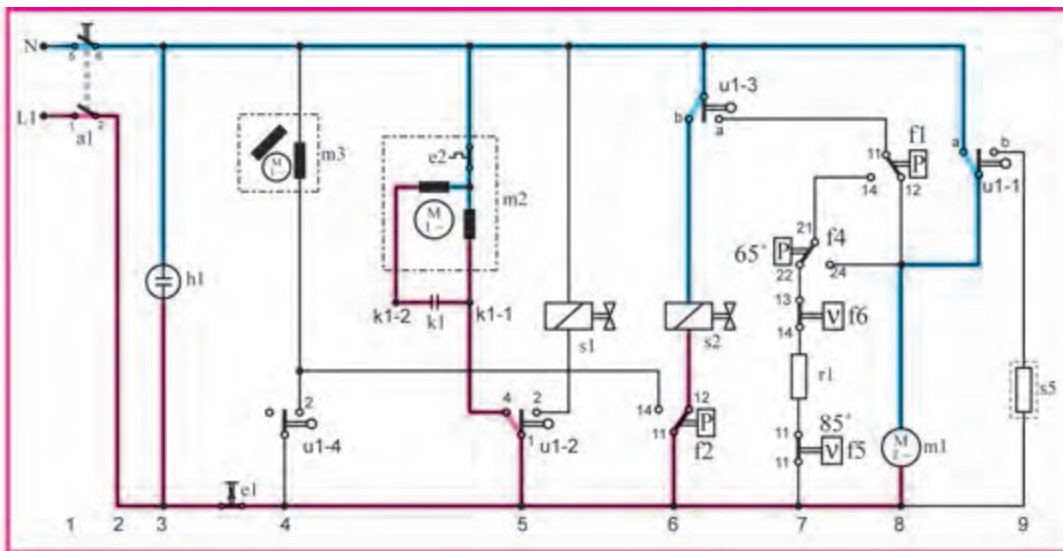 N
5 6
L1
1 2
a1
h1
M
1~
m3
e2
M
1~
m2
k1-2 k1 k1-1
s1
s2
u1-3
b
a
f1
P
11
12
14
a
b
u1-1
21
f4
65°
P
22
24
13
14
v
f6
r1
11
85°
11
v
f5
M
m1
s5
2
u1-4
4 2
1
u1-2
14
12
11
P
f2
e1
1 2 3 4 5 6 7 8 9